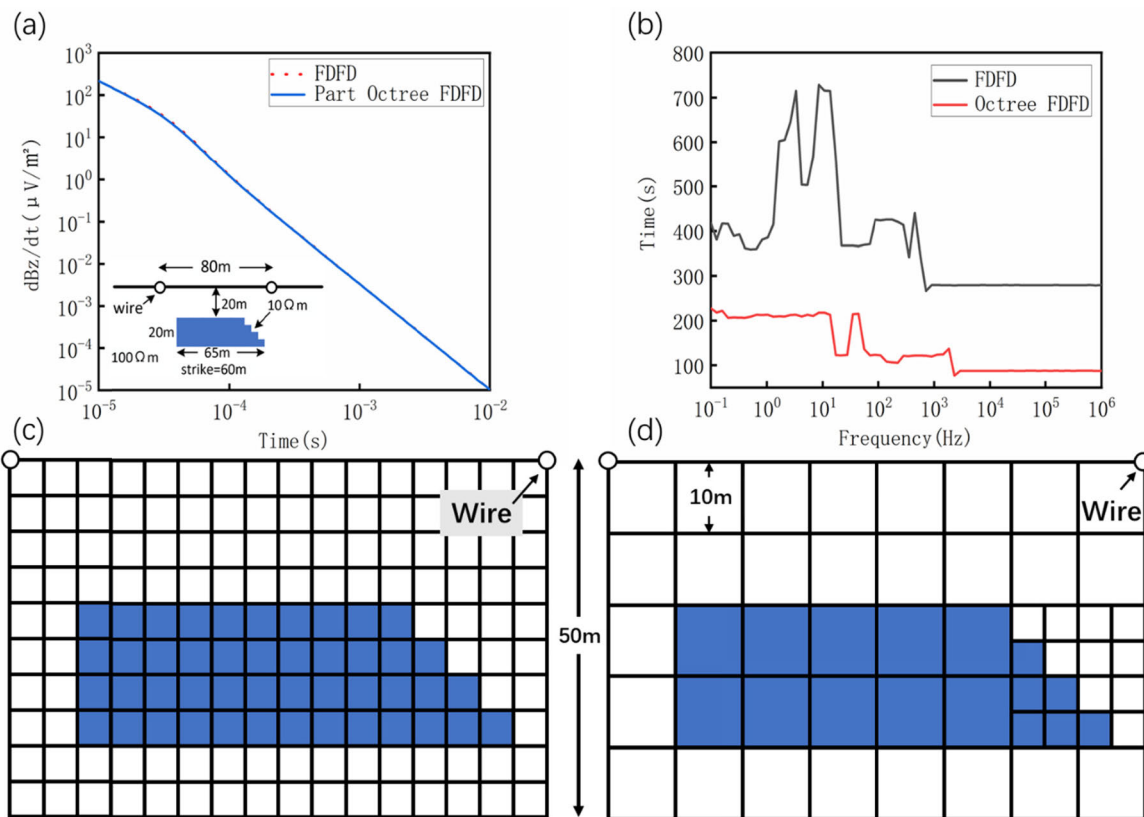 (a)
10³
10²
10¹
10⁰
10⁻¹
10⁻²
10⁻³
10⁻⁴
10⁻⁵
dBz/dt(μV/m²)
FDFD
Part Octree FDFD
80m
wire
20m
10Ωm
20m
65m
100Ωm
strike=60m
10⁻⁵
10⁻⁴
10⁻³
10⁻²
Time(s)
(b)
800
700
600
500
400
300
200
100
Time(s)
FDFD
Octree FDFD
10⁻¹
10⁰
10¹
10²
10³
10⁴
10⁵
10⁶
Frequency(Hz)
(c)
Wire
50m
(d)
10m
Wire